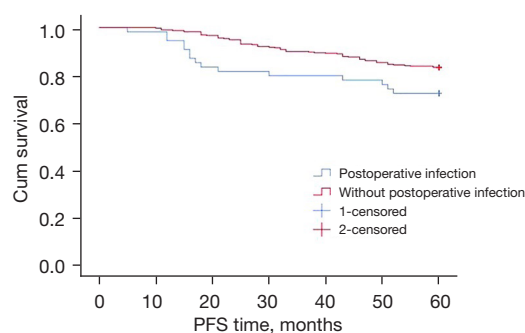 Cum survival
1.0
0.8
0.6
0.4
0.2
0.0
Postoperative infection
Without postoperative infection
1-censored
2-censored
0 10 20 30 40 50 60
PFS time, months